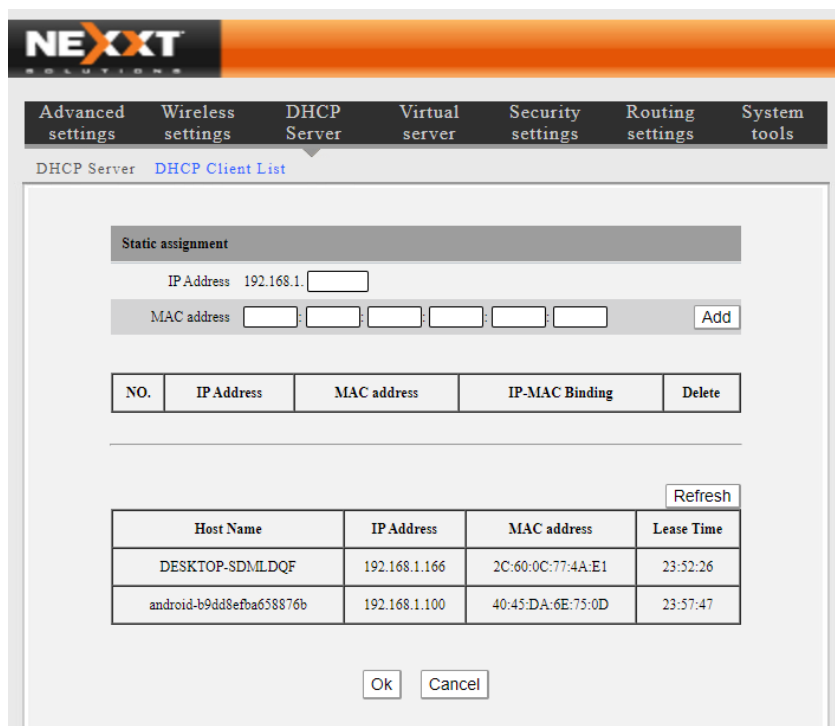 NEXXT
SOLUTIONS
Advanced settings Wireless settings DHCP Server Virtual server Security settings Routing settings System tools
DHCP Server DHCP Client List
Static assignment
IP Address 192.168.1.
MAC address : : : : : Add
NO. IP Address MAC address IP-MAC Binding Delete
Refresh
Host Name IP Address MAC address Lease Time
DESKTOP-SDMLDQF 192.168.1.166 2C:60:0C:77:4A:E1 23:52:26
android-b9dd8efba658876b 192.168.1.100 40:45:DA:6E:75:0D 23:57:47
Ok Cancel